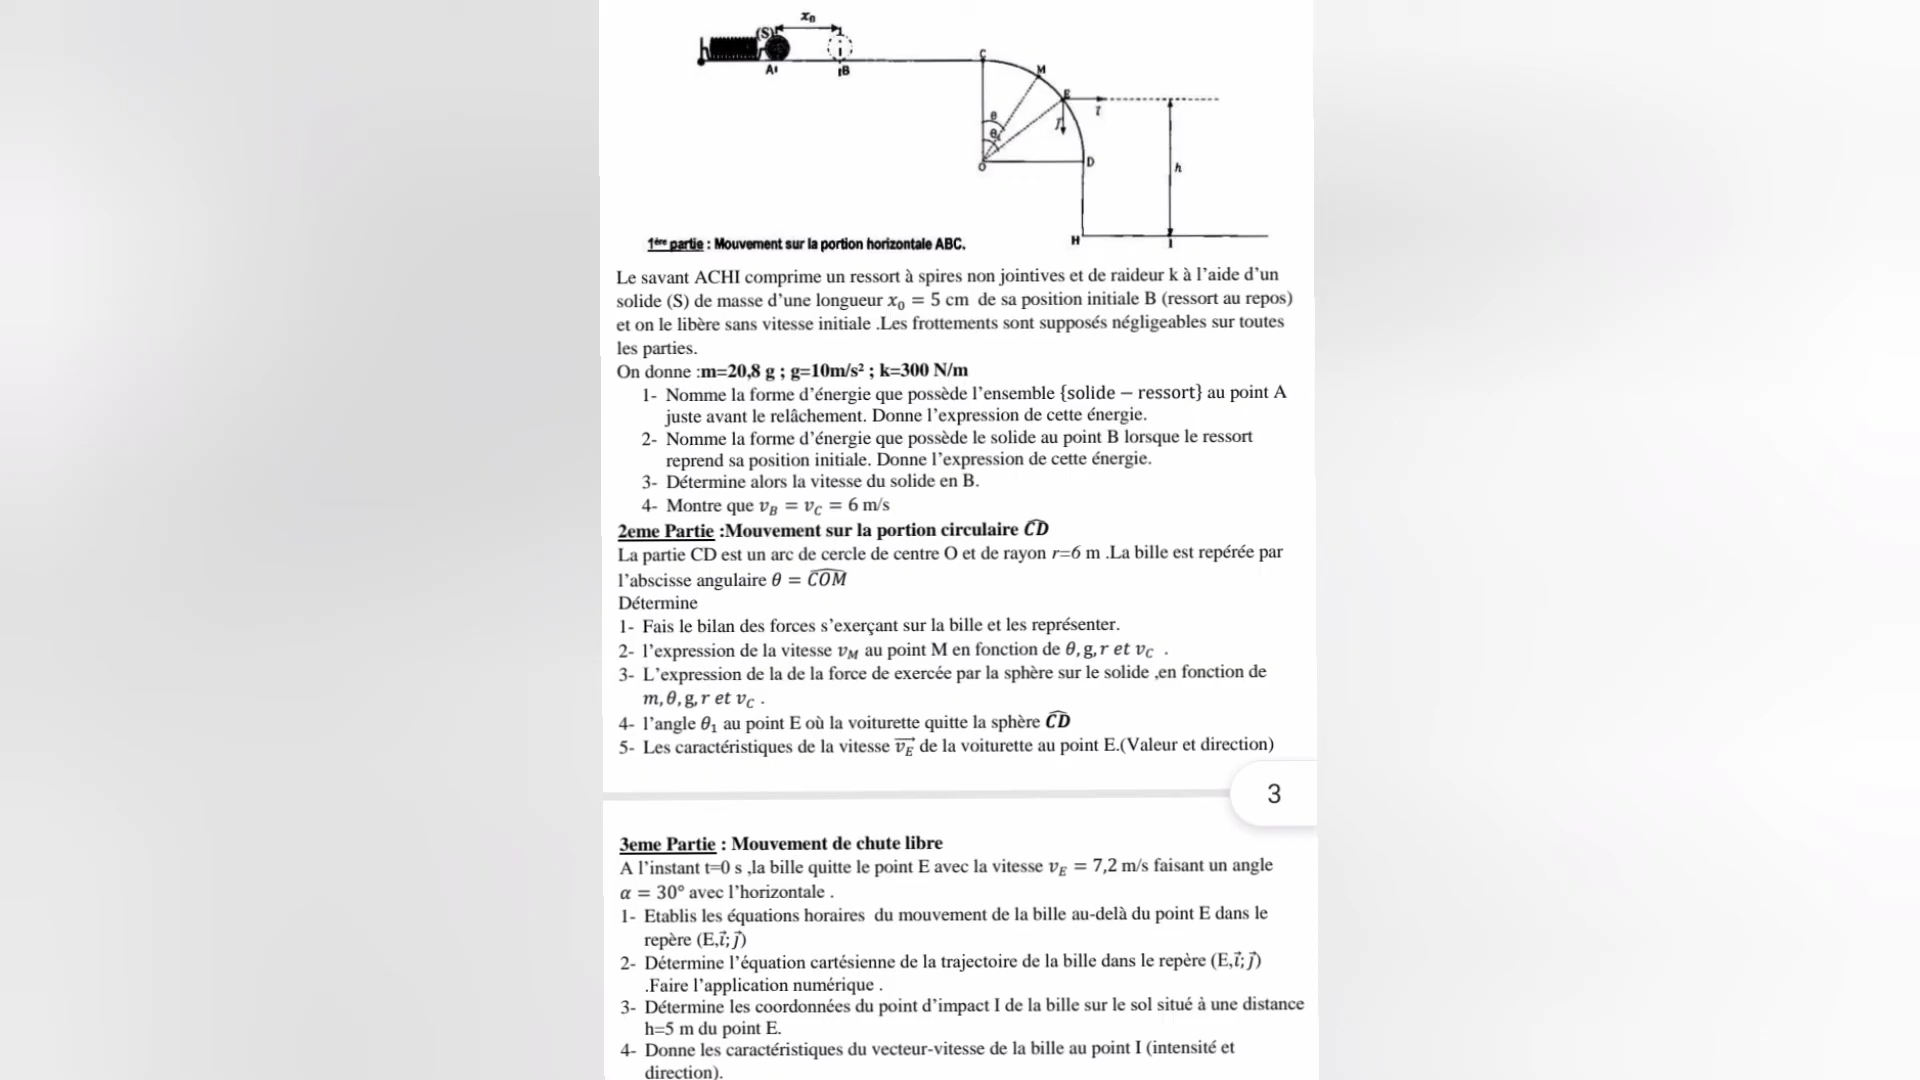 x₀
(S)
A
B
C
M
E
θ
θ₁
O
D
h
H
I
1ère partie : Mouvement sur la portion horizontale ABC.
Le savant ACHI comprime un ressort à spires non jointives et de raideur k à l’aide d’un
solide (S) de masse d’une longueur x₀ = 5 cm de sa position initiale B (ressort au repos)
et on le libère sans vitesse initiale .Les frottements sont supposés négligeables sur toutes
les parties.
On donne :m=20,8 g ; g=10m/s² ; k=300 N/m
1- Nomme la forme d’énergie que possède l’ensemble {solide – ressort} au point A
juste avant le relâchement. Donne l’expression de cette énergie.
2- Nomme la forme d’énergie que possède le solide au point B lorsque le ressort
reprend sa position initiale. Donne l’expression de cette énergie.
3- Détermine alors la vitesse du solide en B.
4- Montre que v_B = v_C = 6 m/s
2eme Partie :Mouvement sur la portion circulaire CD
La partie CD est un arc de cercle de centre O et de rayon r=6 m .La bille est repérée par
l’abscisse angulaire θ = COM
Détermine
1- Fais le bilan des forces s’exerçant sur la bille et les représenter.
2- l’expression de la vitesse v_M au point M en fonction de θ, g, r et v_C .
3- L’expression de la de la force de exercée par la sphère sur le solide ,en fonction de
m, θ, g, r et v_C .
4- l’angle θ₁ au point E où la voiturette quitte la sphère CD
5- Les caractéristiques de la vitesse v_E de la voiturette au point E.(Valeur et direction)
3
3eme Partie : Mouvement de chute libre
A l’instant t=0 s ,la bille quitte le point E avec la vitesse v_E = 7,2 m/s faisant un angle
α = 30° avec l’horizontale .
1- Etablis les équations horaires du mouvement de la bille au-delà du point E dans le
repère (E,i⃗; j⃗)
2- Détermine l’équation cartésienne de la trajectoire de la bille dans le repère (E,i⃗; j⃗)
.Faire l’application numérique .
3- Détermine les coordonnées du point d’impact I de la bille sur le sol situé à une distance
h=5 m du point E.
4- Donne les caractéristiques du vecteur-vitesse de la bille au point I (intensité et
direction).